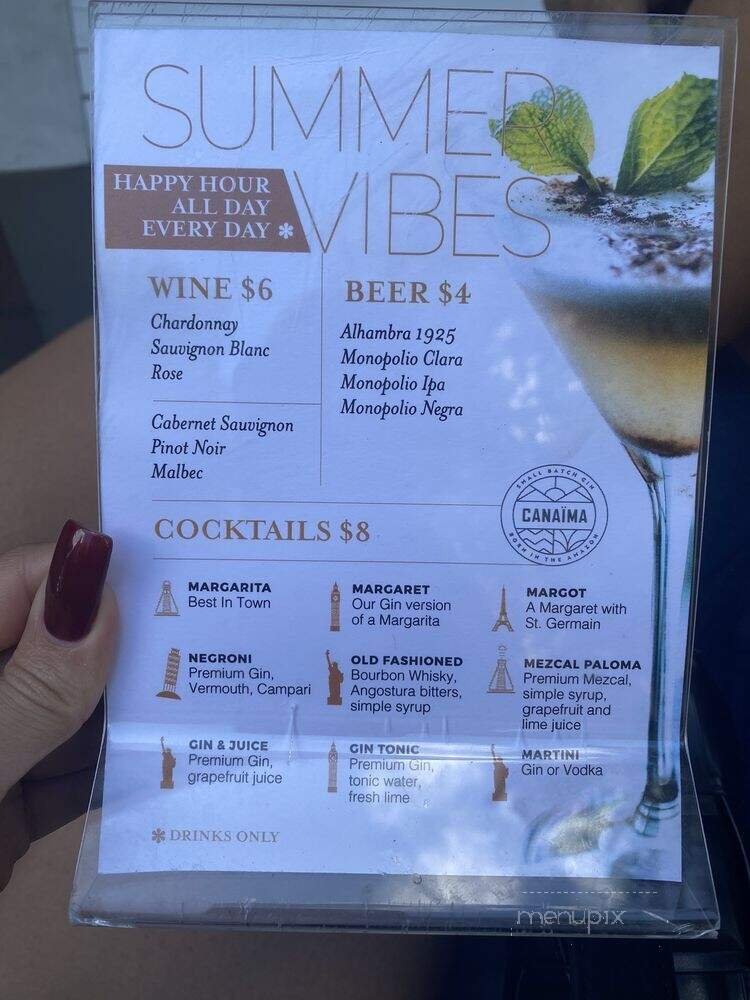 SUMMER
VIBES
HAPPY HOUR
ALL DAY
EVERY DAY *
WINE $6
Chardonnay
Sauvignon Blanc
Rose
Cabernet Sauvignon
Pinot Noir
Malbec
BEER $4
Alhambra 1925
Monopolio Clara
Monopolio Ipa
Monopolio Negra
SMALL BATCH GIN
CANAÏMA
BORN IN THE AMAZON
COCKTAILS $8
MARGARITA
Best In Town
MARGARET
Our Gin version
of a Margarita
MARGOT
A Margaret with
St. Germain
NEGRONI
Premium Gin,
Vermouth, Campari
OLD FASHIONED
Bourbon Whisky,
Angostura bitters,
simple syrup
MEZCAL PALOMA
Premium Mezcal,
simple syrup,
grapefruit and
lime juice
GIN & JUICE
Premium Gin,
grapefruit juice
GIN TONIC
Premium Gin,
tonic water,
fresh lime
MARTINI
Gin or Vodka
* DRINKS ONLY
menupix